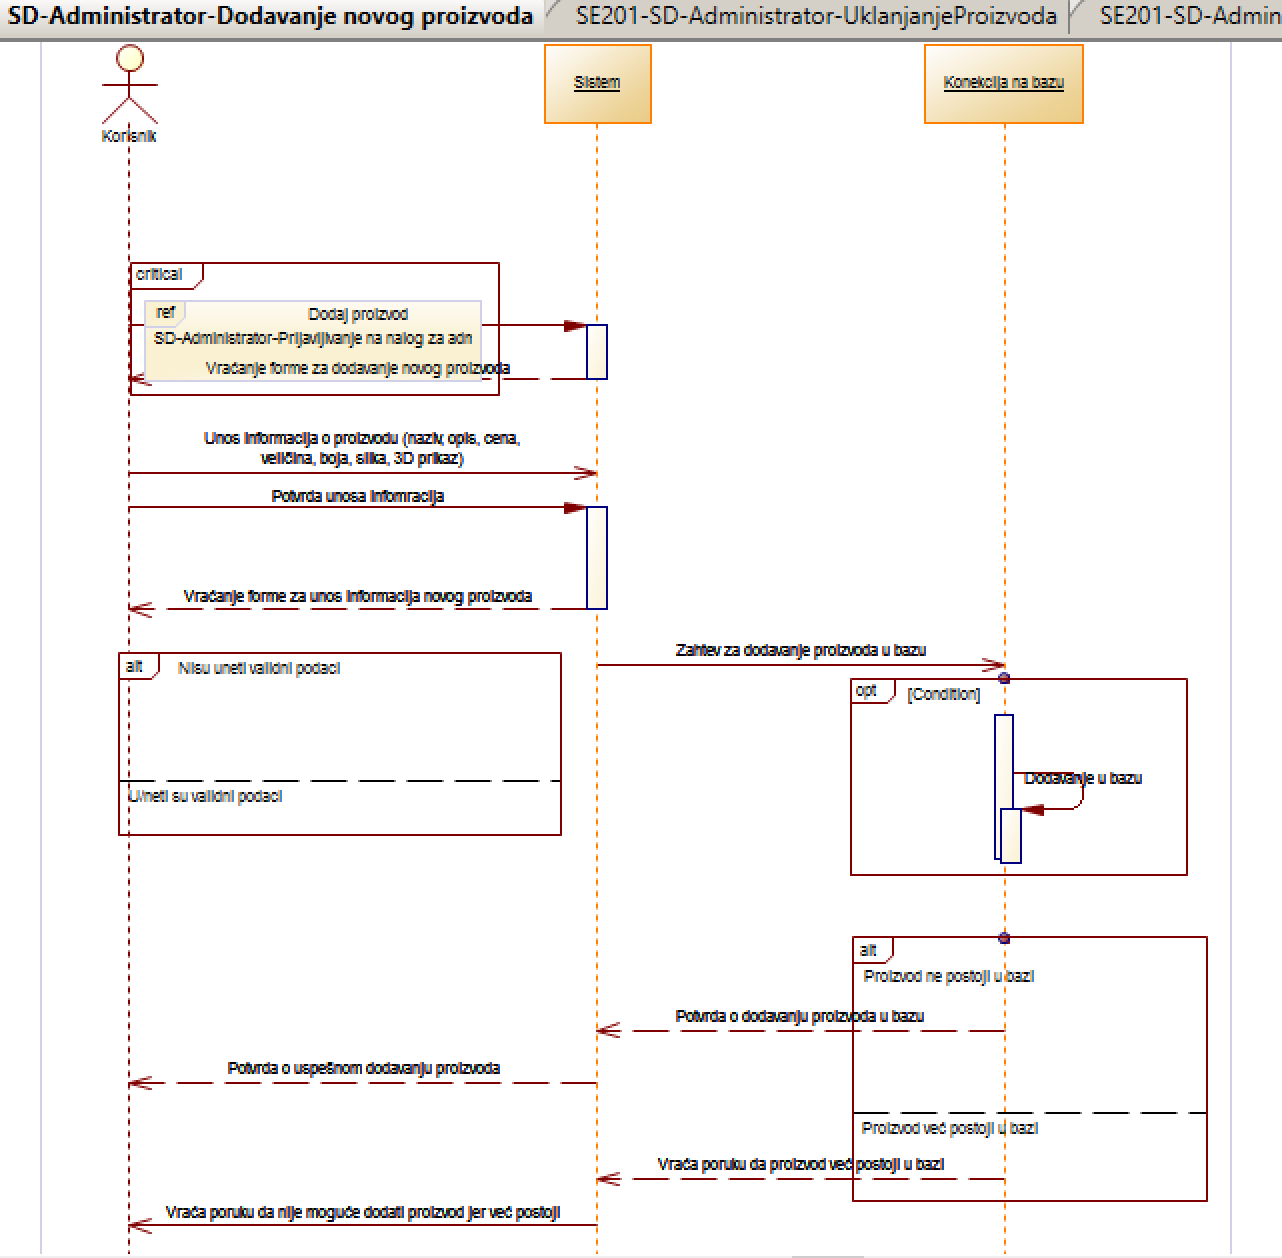 SD-Administrator-Dodavanje novog proizvoda
SE201-SD-Administrator-UklanjanjeProizvoda
SE201-SD-Admin
Korisnik
Sistem
Konekcija na bazu
critical
ref
Dodaj proizvod
SD-Administrator-Prijavljivanje na nalog za adn
Vraćanje forme za dodavanje novog proizvoda
Unos informacija o proizvodu (naziv, opis, cena,
veličina, boja, slika, 3D prikaz)
Potvrda unosa infomracija
Vraćanje forme za unos informacija novog proizvoda
Zahtev za dodavanje proizvoda u bazu
alt
Nisu uneti validni podaci
opt
[Condition]
Dodavanje u bazu
U/neti su validni podaci
alt
Proizvod ne postoji u bazi
Potvrda o dodavanju proizvoda u bazu
Potvrda o uspešnom dodavanju proizvoda
Proizvod već postoji u bazi
Vraća poruku da proizvod već postoji u bazi
Vraća poruku da nije moguće dodati proizvod jer već postoji